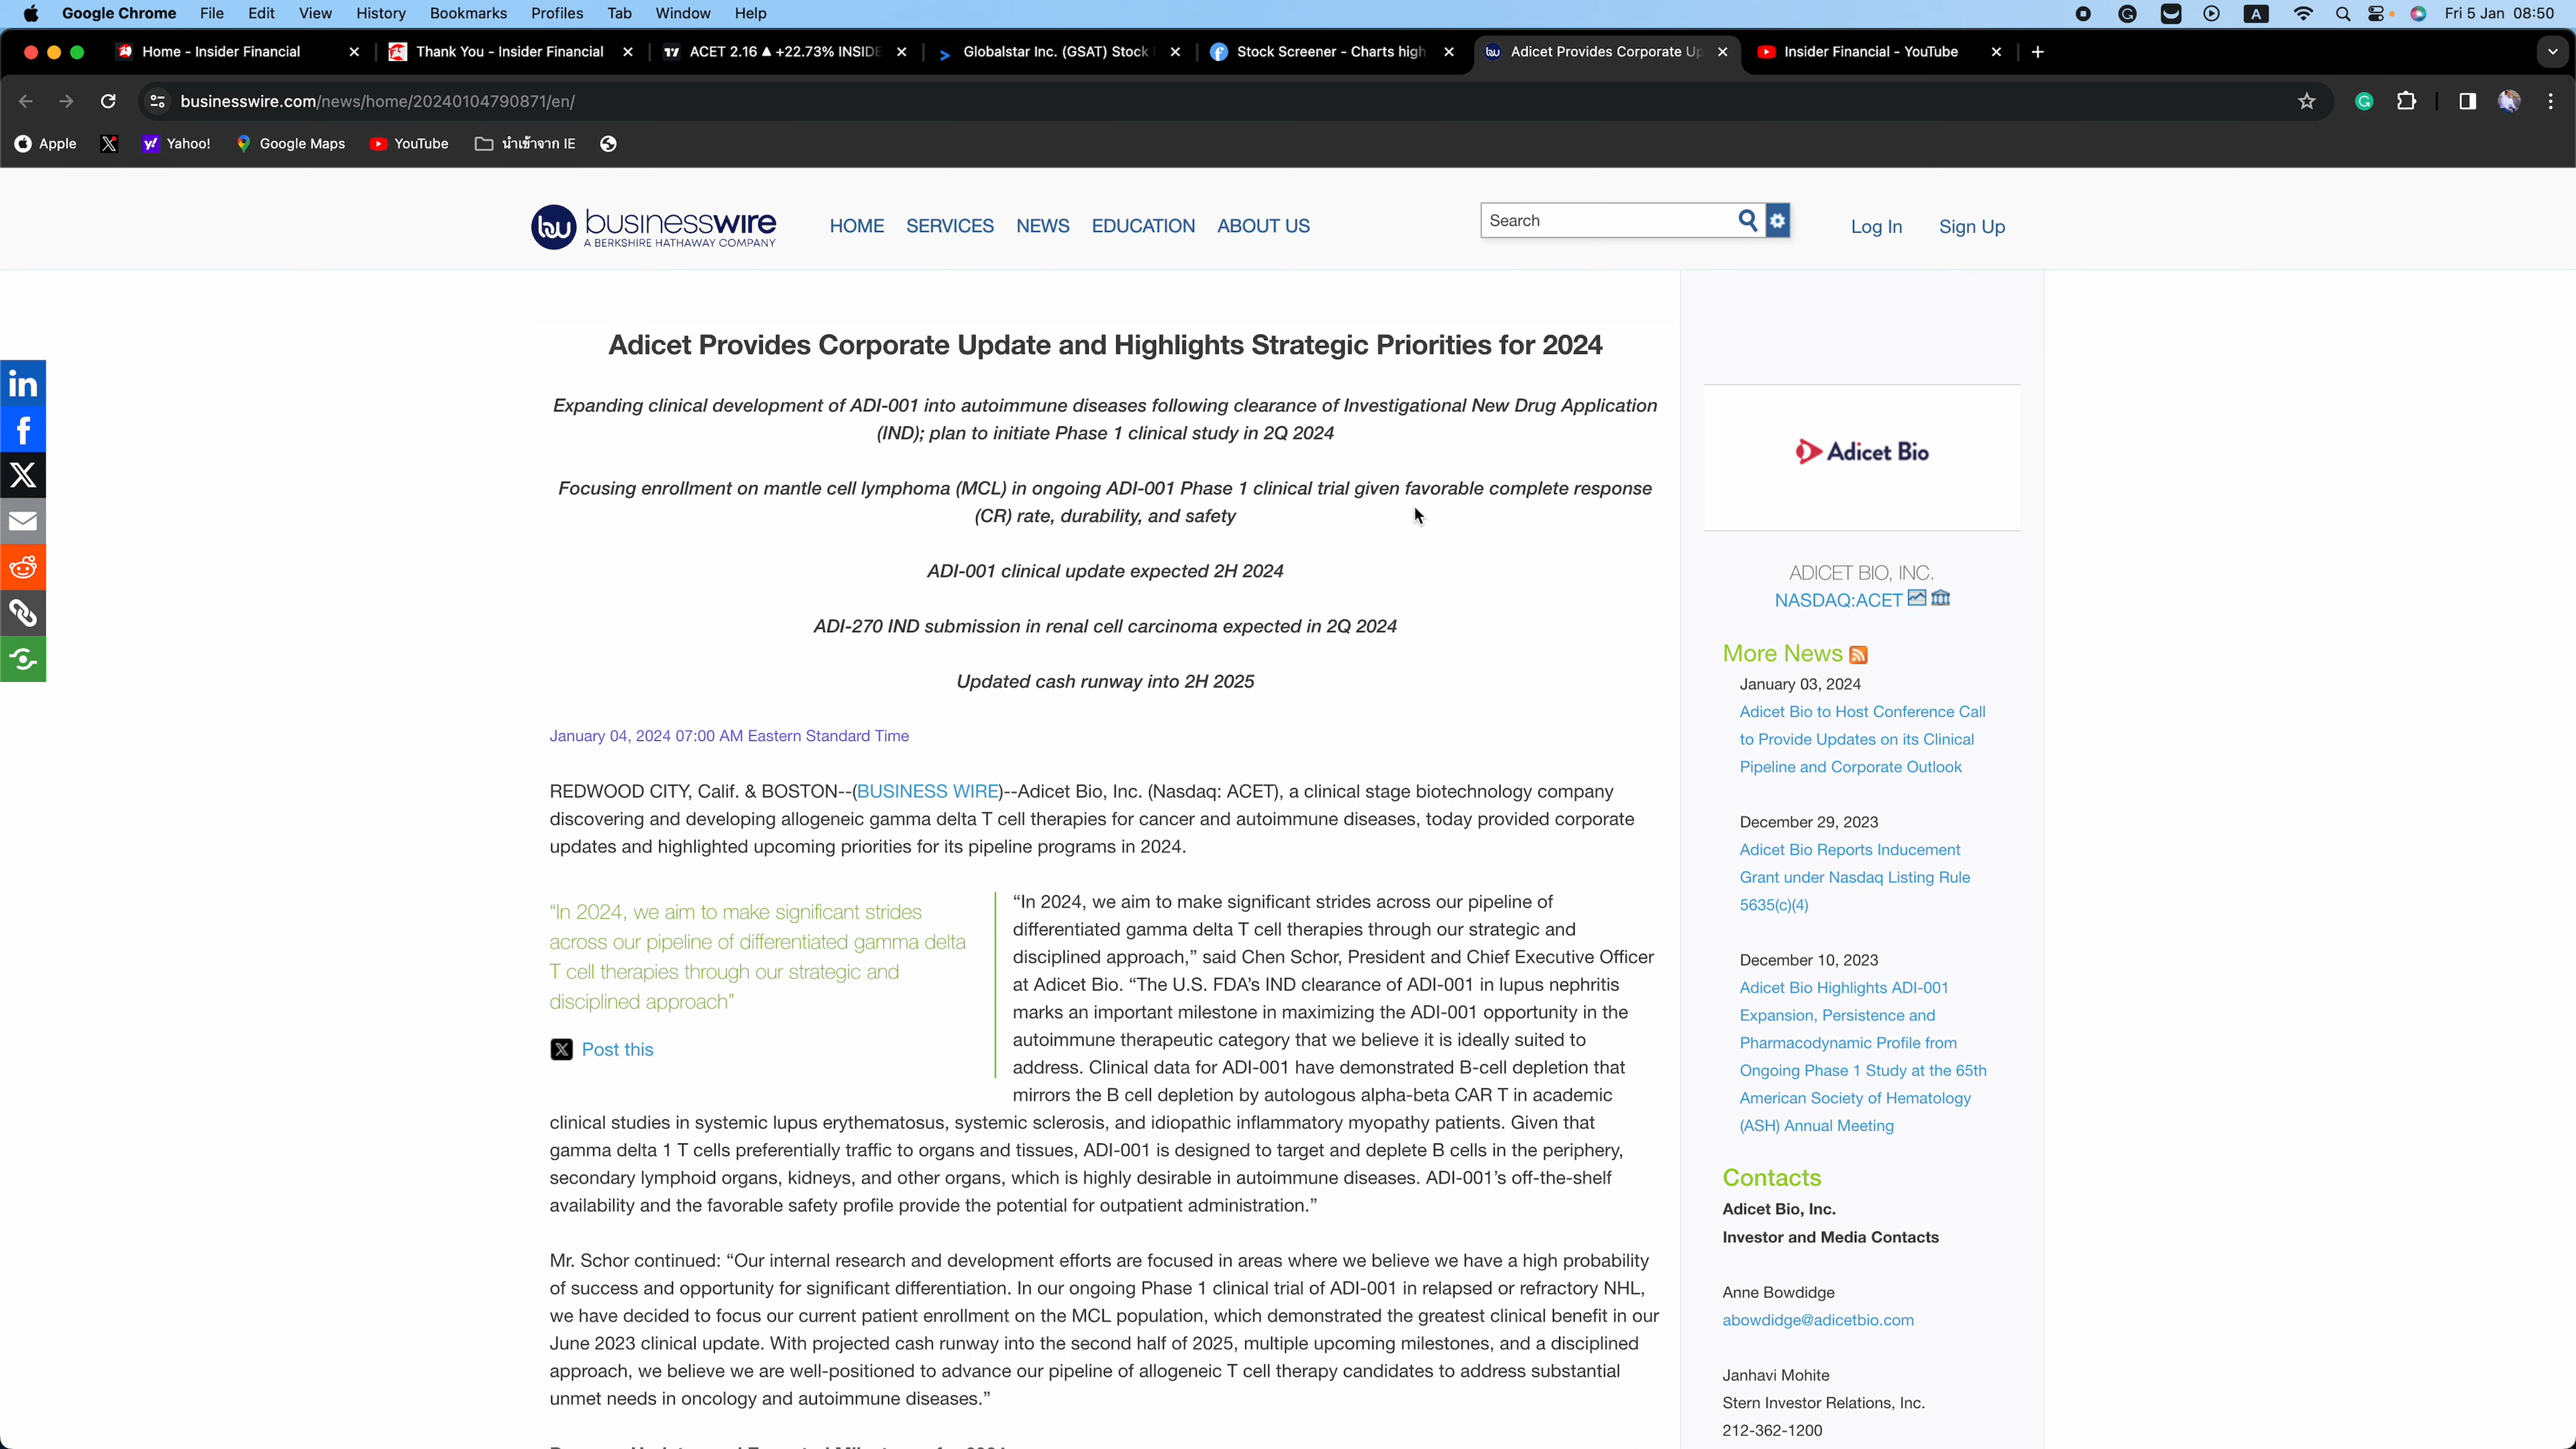 Google Chrome File Edit View History Bookmarks Profiles Tab Window Help Fri 5 Jan 08:50
Home - Insider Financial
Thank You - Insider Financial
ACET 2.16 ▲ +22.73% INSIDE
Globalstar Inc. (GSAT) Stock
Stock Screener - Charts high
Adicet Provides Corporate Up
Insider Financial - YouTube
businesswire.com/news/home/20240104790871/en/
Apple Yahoo! Google Maps YouTube นำเข้าจาก IE
businesswire
A BERKSHIRE HATHAWAY COMPANY
HOME SERVICES NEWS EDUCATION ABOUT US
Search
Log In Sign Up
Adicet Provides Corporate Update and Highlights Strategic Priorities for 2024
Expanding clinical development of ADI-001 into autoimmune diseases following clearance of Investigational New Drug Application
(IND); plan to initiate Phase 1 clinical study in 2Q 2024
Focusing enrollment on mantle cell lymphoma (MCL) in ongoing ADI-001 Phase 1 clinical trial given favorable complete response
(CR) rate, durability, and safety
ADI-001 clinical update expected 2H 2024
ADI-270 IND submission in renal cell carcinoma expected in 2Q 2024
Updated cash runway into 2H 2025
January 04, 2024 07:00 AM Eastern Standard Time
REDWOOD CITY, Calif. & BOSTON--(BUSINESS WIRE)--Adicet Bio, Inc. (Nasdaq: ACET), a clinical stage biotechnology company
discovering and developing allogeneic gamma delta T cell therapies for cancer and autoimmune diseases, today provided corporate
updates and highlighted upcoming priorities for its pipeline programs in 2024.
“In 2024, we aim to make significant strides
across our pipeline of differentiated gamma delta
T cell therapies through our strategic and
disciplined approach”
Post this
“In 2024, we aim to make significant strides across our pipeline of
differentiated gamma delta T cell therapies through our strategic and
disciplined approach,” said Chen Schor, President and Chief Executive Officer
at Adicet Bio. “The U.S. FDA’s IND clearance of ADI-001 in lupus nephritis
marks an important milestone in maximizing the ADI-001 opportunity in the
autoimmune therapeutic category that we believe it is ideally suited to
address. Clinical data for ADI-001 have demonstrated B-cell depletion that
mirrors the B cell depletion by autologous alpha-beta CAR T in academic
clinical studies in systemic lupus erythematosus, systemic sclerosis, and idiopathic inflammatory myopathy patients. Given that
gamma delta 1 T cells preferentially traffic to organs and tissues, ADI-001 is designed to target and deplete B cells in the periphery,
secondary lymphoid organs, kidneys, and other organs, which is highly desirable in autoimmune diseases. ADI-001’s off-the-shelf
availability and the favorable safety profile provide the potential for outpatient administration.”
Mr. Schor continued: “Our internal research and development efforts are focused in areas where we believe we have a high probability
of success and opportunity for significant differentiation. In our ongoing Phase 1 clinical trial of ADI-001 in relapsed or refractory NHL,
we have decided to focus our current patient enrollment on the MCL population, which demonstrated the greatest clinical benefit in our
June 2023 clinical update. With projected cash runway into the second half of 2025, multiple upcoming milestones, and a disciplined
approach, we believe we are well-positioned to advance our pipeline of allogeneic T cell therapy candidates to address substantial
unmet needs in oncology and autoimmune diseases.”
Adicet Bio
ADICET BIO, INC.
NASDAQ:ACET
More News
January 03, 2024
Adicet Bio to Host Conference Call
to Provide Updates on its Clinical
Pipeline and Corporate Outlook
December 29, 2023
Adicet Bio Reports Inducement
Grant under Nasdaq Listing Rule
5635(c)(4)
December 10, 2023
Adicet Bio Highlights ADI-001
Expansion, Persistence and
Pharmacodynamic Profile from
Ongoing Phase 1 Study at the 65th
American Society of Hematology
(ASH) Annual Meeting
Contacts
Adicet Bio, Inc.
Investor and Media Contacts
Anne Bowdidge
abowdidge@adicetbio.com
Janhavi Mohite
Stern Investor Relations, Inc.
212-362-1200